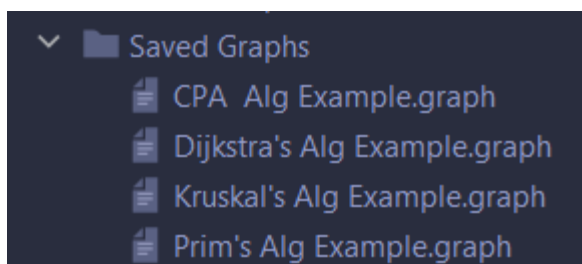 Saved Graphs
CPA  Alg Example.graph
Dijkstra's Alg Example.graph
Kruskal's Alg Example.graph
Prim's Alg Example.graph